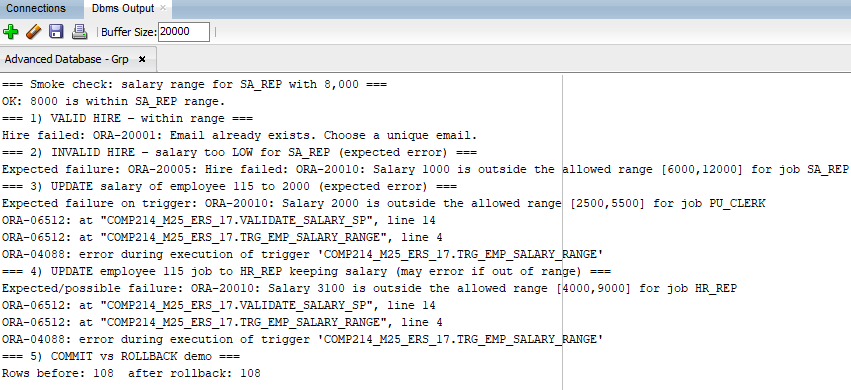 Connections
Dbms Output
Buffer Size: 20000
Advanced Database - Grp
=== Smoke check: salary range for SA_REP with 8,000 ===
OK: 8000 is within SA_REP range.
=== 1) VALID HIRE – within range ===
Hire failed: ORA-20001: Email already exists. Choose a unique email.
=== 2) INVALID HIRE – salary too LOW for SA_REP (expected error) ===
Expected failure: ORA-20005: Hire failed: ORA-20010: Salary 1000 is outside the allowed range [6000,12000] for job SA_REP
=== 3) UPDATE salary of employee 115 to 2000 (expected error) ===
Expected failure on trigger: ORA-20010: Salary 2000 is outside the allowed range [2500,5500] for job PU_CLERK
ORA-06512: at "COMP214_M25_ERS_17.VALIDATE_SALARY_SP", line 14
ORA-06512: at "COMP214_M25_ERS_17.TRG_EMP_SALARY_RANGE", line 4
ORA-04088: error during execution of trigger 'COMP214_M25_ERS_17.TRG_EMP_SALARY_RANGE'
=== 4) UPDATE employee 115 job to HR_REP keeping salary (may error if out of range) ===
Expected/possible failure: ORA-20010: Salary 3100 is outside the allowed range [4000,9000] for job HR_REP
ORA-06512: at "COMP214_M25_ERS_17.VALIDATE_SALARY_SP", line 14
ORA-06512: at "COMP214_M25_ERS_17.TRG_EMP_SALARY_RANGE", line 4
ORA-04088: error during execution of trigger 'COMP214_M25_ERS_17.TRG_EMP_SALARY_RANGE'
=== 5) COMMIT vs ROLLBACK demo ===
Rows before: 108  after rollback: 108